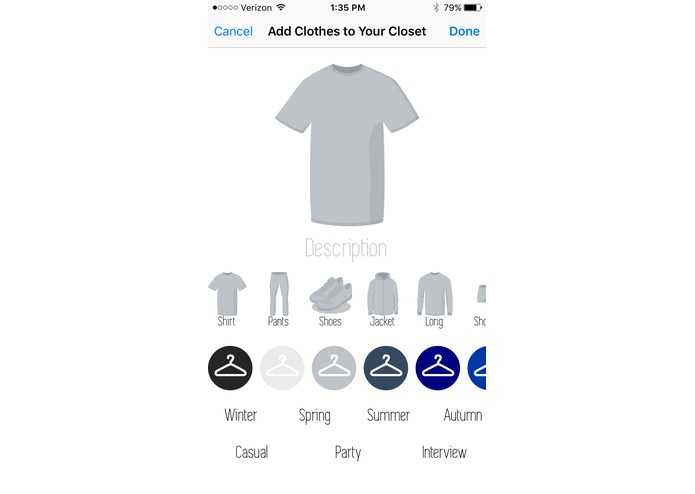 ●○○○○ Verizon 1:35 PM 79%
Cancel Add Clothes to Your Closet Done
Description
Shirt Pants Shoes Jacket Long Sho
Winter Spring Summer Autumn
Casual Party Interview